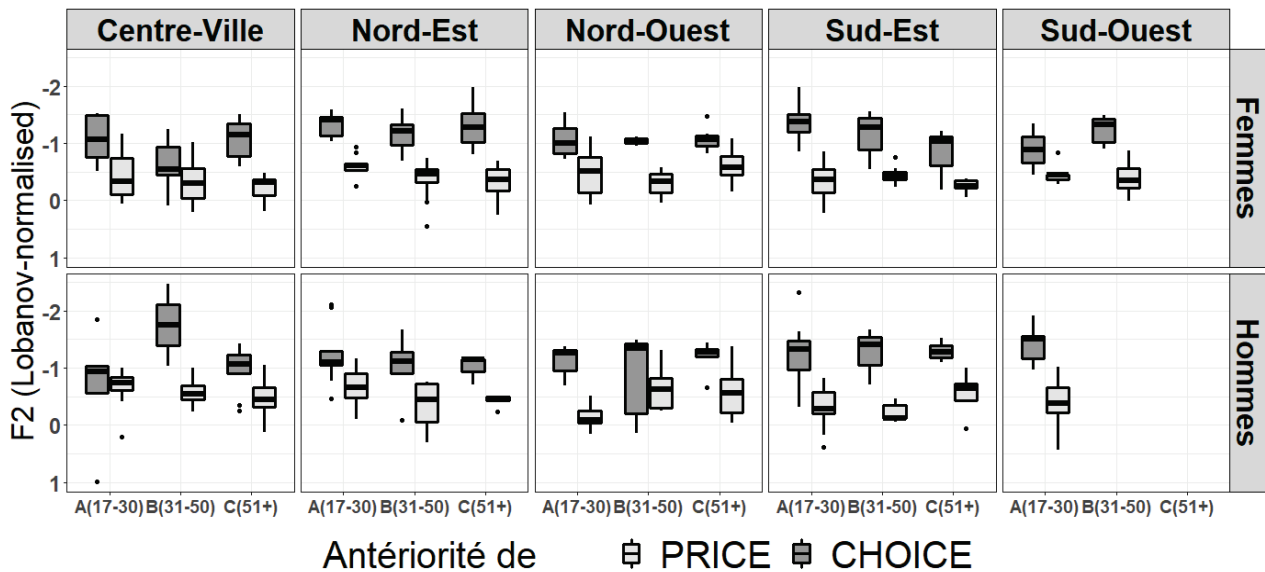 Centre-Ville Nord-Est Nord-Ouest Sud-Est Sud-Ouest
F2 (Lobanov-normalised)
-2
-1
0
1
Femmes
-2
-1
0
1
Hommes
A(17-30) B(31-50) C(51+) A(17-30) B(31-50) C(51+) A(17-30) B(31-50) C(51+) A(17-30) B(31-50) C(51+) A(17-30) B(31-50) C(51+)
Antériorité de PRICE CHOICE